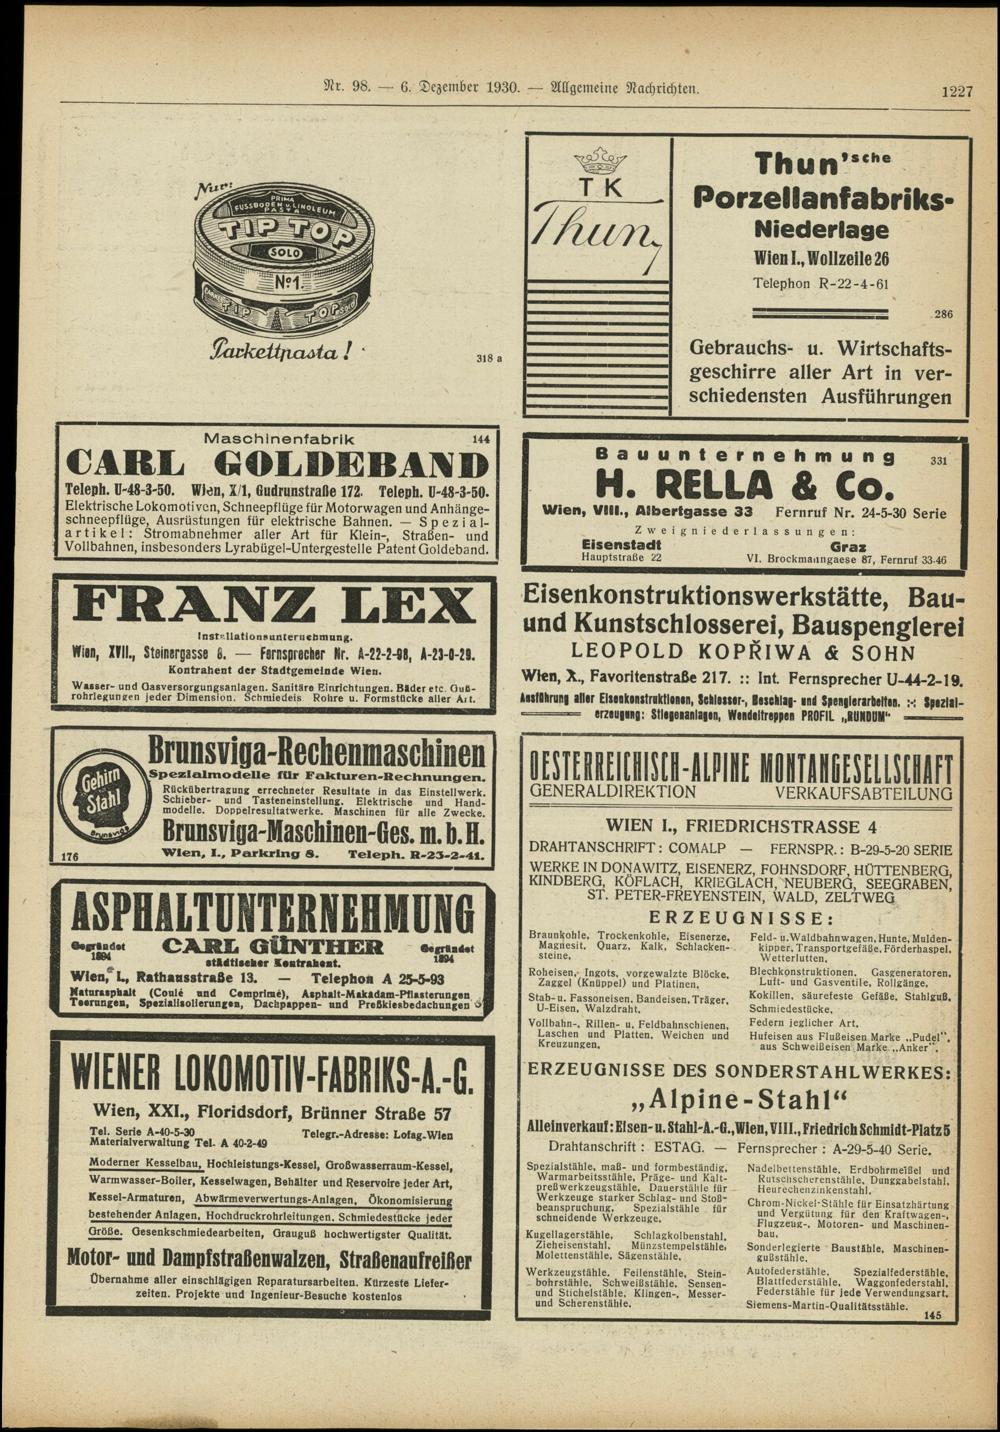 Nr. 98. — 6. Dezember 1930. — Allgemeine Nachrichten.
1227
Nur:
PRIMA
FUSSBODEN u. LINOLEUM
PASTA
TIP TOP
SOLO
Nº1.
TIP TOP
Parkettpasta!
318 a
TK
Thun
Thun'sche
Porzellanfabriks-
Niederlage
Wien I., Wollzeile 26
Telephon R-22-4-61
286
Gebrauchs- u. Wirtschafts-
geschirre aller Art in ver-
schiedensten Ausführungen
Maschinenfabrik
144
CARL GOLDEBAND
Teleph. U-48-3-50. Wien, X/1, Gudrunstraße 172. Teleph. U-48-3-50.
Elektrische Lokomotiven, Schneepflüge für Motorwagen und Anhänge-
schneepflüge, Ausrüstungen für elektrische Bahnen. — Spezial-
artikel: Stromabnehmer aller Art für Klein-, Straßen- und
Vollbahnen, insbesonders Lyrabügel-Untergestelle Patent Goldeband.
Bauunternehmung
331
H. RELLA & Co.
Wien, VIII., Albertgasse 33 Fernruf Nr. 24-5-30 Serie
Zweigniederlassungen:
Eisenstadt
Hauptstraße 22
Graz
VI. Brockmanngasse 87, Fernruf 33-46
FRANZ LEX
Installationsunternehmung.
Wien, XVII., Steinergasse 8. — Fernsprecher Nr. A-22-2-98, A-23-0-29.
Kontrahent der Stadtgemeinde Wien.
Wasser- und Gasversorgungsanlagen. Sanitäre Einrichtungen. Bäder etc. Guß-
rohrlegungen jeder Dimension. Schmiedeis. Rohre u. Formstücke aller Art.
Eisenkonstruktionswerkstätte, Bau-
und Kunstschlosserei, Bauspenglerei
LEOPOLD KOPŘIWA & SOHN
Wien, X., Favoritenstraße 217. :: Int. Fernsprecher U-44-2-19.
Ausführung aller Eisenkonstruktionen, Schlosser-, Beschlag- und Spenglerarbeiten. :-: Spezial-
erzeugung: Stiegenanlagen, Wendeltreppen PROFIL „RUNDUM"
Gehirn
Stahl
Brunsviga
176
Brunsviga-Rechenmaschinen
Spezialmodelle für Fakturen-Rechnungen.
Rückübertragung errechneter Resultate in das Einstellwerk.
Schieber- und Tasteneinstellung. Elektrische und Hand-
modelle. Doppelresultatwerke. Maschinen für alle Zwecke.
Brunsviga-Maschinen-Ges. m. b. H.
Wien, I., Parkring 8. Teleph. R-23-2-41.
ASPHALTUNTERNEHMUNG
Gegründet
1894
CARL GÜNTHER
städtischer Kontrahent.
Gegründet
1894
Wien, I., Rathausstraße 13. — Telephon A 25-5-93
Naturasphalt (Coulé und Comprimé), Asphalt-Makadam-Pflasterungen
Teerungen, Spezialisolierungen, Dachpappen- und Preßkiesbedachungen
WIENER LOKOMOTIV-FABRIKS-A.-G.
Wien, XXI., Floridsdorf, Brünner Straße 57
Tel. Serie A-40-5-30
Materialverwaltung Tel. A 40-2-49
Telegr.-Adresse: Lofag-Wien
Moderner Kesselbau, Hochleistungs-Kessel, Großwasserraum-Kessel,
Warmwasser-Boiler, Kesselwagen, Behälter und Reservoire jeder Art,
Kessel-Armaturen, Abwärmeverwertungs-Anlagen, Ökonomisierung
bestehender Anlagen, Hochdruckrohrleitungen, Schmiedestücke jeder
Größe. Gesenkschmiedearbeiten, Grauguß hochwertigster Qualität.
Motor- und Dampfstraßenwalzen, Straßenaufreißer
Übernahme aller einschlägigen Reparatursarbeiten. Kürzeste Liefer-
zeiten. Projekte und Ingenieur-Besuche kostenlos
OESTERREICHISCH-ALPINE MONTANGESELLSCHAFT
GENERALDIREKTION VERKAUFSABTEILUNG
WIEN I., FRIEDRICHSTRASSE 4
DRAHTANSCHRIFT: COMALP — FERNSPR.: B-29-5-20 SERIE
WERKE IN DONAWITZ, EISENERZ, FOHNSDORF, HÜTTENBERG,
KINDBERG, KÖFLACH, KRIEGLACH, NEUBERG, SEEGRABEN,
ST. PETER-FREYENSTEIN, WALD, ZELTWEG
ERZEUGNISSE:
Braunkohle, Trockenkohle, Eisenerze,
Magnesit, Quarz, Kalk, Schlacken-
steine,
Roheisen, Ingots, vorgewalzte Blöcke,
Zaggel (Knüppel) und Platinen,
Stab- u. Fassoneisen, Bandeisen, Träger,
U-Eisen, Walzdraht,
Vollbahn-, Rillen- u. Feldbahnschienen,
Laschen und Platten, Weichen und
Kreuzungen,
Feld- u. Waldbahnwagen, Hunte, Mulden-
kipper, Transportgefäße, Förderhaspel,
Wetterlutten,
Blechkonstruktionen, Gasgeneratoren,
Luft- und Gasventile, Rollgänge,
Kokillen, säurefeste Gefäße, Stahlguß,
Schmiedestücke,
Federn jeglicher Art,
Hufeisen aus Flußeisen Marke „Pudel",
aus Schweißeisen Marke „Anker".
ERZEUGNISSE DES SONDERSTAHLWERKES:
„Alpine-Stahl"
Alleinverkauf: Eisen- u. Stahl-A.-G., Wien, VIII., Friedrich Schmidt-Platz 5
Drahtanschrift: ESTAG. — Fernsprecher: A-29-5-40 Serie.
Spezialstähle, maß- und formbeständig,
Warmarbeitsstähle, Präge- und Kalt-
preßwerkzeugstähle, Dauerstähle für
Werkzeuge starker Schlag- und Stoß-
beanspruchung, Spezialstähle für
schneidende Werkzeuge,
Kugellagerstähle, Schlagkolbenstahl,
Zieheisenstahl, Münzstempelstähle,
Molettenstähle, Sägenstähle,
Werkzeugstähle, Feilenstähle, Stein-
bohrstähle, Schweißstähle, Sensen-
und Stichelstähle, Klingen-, Messer-
und Scherenstähle,
Nadelbettenstähle, Erdbohrmeißel und
Rutschscherenstähle, Dunggabelstahl,
Heurechenzinkenstahl,
Chrom-Nickel-Stähle für Einsatzhärtung
und Vergütung für den Kraftwagen-,
Flugzeug-, Motoren- und Maschinen-
bau,
Sonderlegierte Baustähle, Maschinen-
gußstähle,
Autofederstähle, Spezialfederstähle,
Blattfederstähle, Waggonfederstahl,
Federstähle für jede Verwendungsart,
Siemens-Martin-Qualitätsstähle.
145